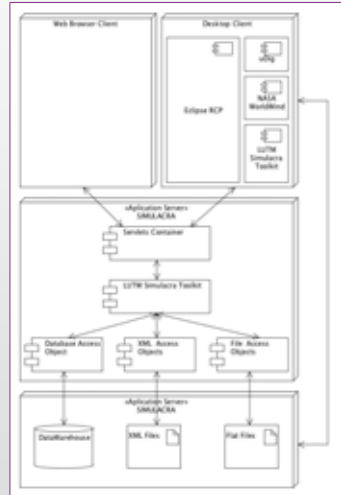 Web Browser Client
Desktop Client
Eclipse RCP
uDig
NASA
WorldWind
LUTM
Simulacra
Toolkit
«Aplication Server»
SIMULACRA
Servlets Container
LUTM Simulacra Toolkit
Database Access
Object
XML Access
Objects
File Access
Objects
«Aplication Server»
SIMULACRA
DataWarehouse
XML Files
Flat Files